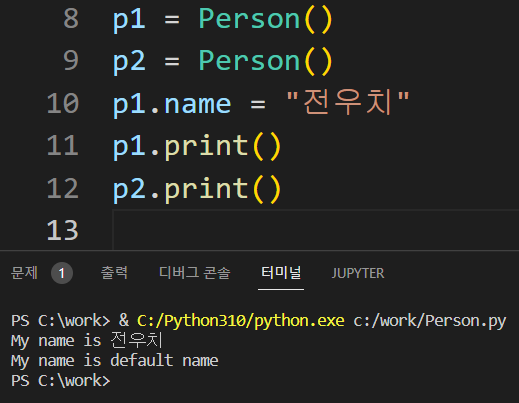 8 p1 = Person()
9 p2 = Person()
10 p1.name = "전우치"
11 p1.print()
12 p2.print()
13
문제 1 출력 디버그 콘솔 터미널 JUPYTER
PS C:\work> & C:/Python310/python.exe c:/work/Person.py
My name is 전우치
My name is default name
PS C:\work>